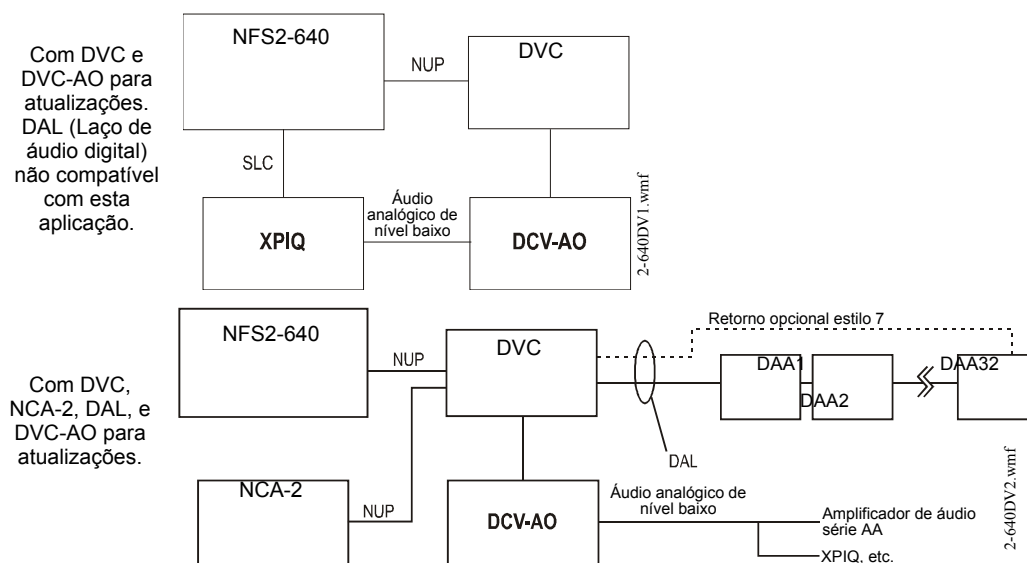 Com DVC e
DVC-AO para
atualizações.
DAL (Laço de
áudio digital)
não compatível
com esta
aplicação.
NFS2-640
NUP
DVC
SLC
XPIQ
Áudio
analógico de
nível baixo
DCV-AO
2-640DV1.wmf
Com DVC,
NCA-2, DAL, e
DVC-AO para
atualizações.
NFS2-640
NUP
DVC
Retorno opcional estilo 7
DAA1
DAA2
DAA32
DAL
NCA-2
NUP
DCV-AO
Áudio analógico de
nível baixo
Amplificador de áudio
série AA
XPIQ, etc.
2-640DV2.wmf